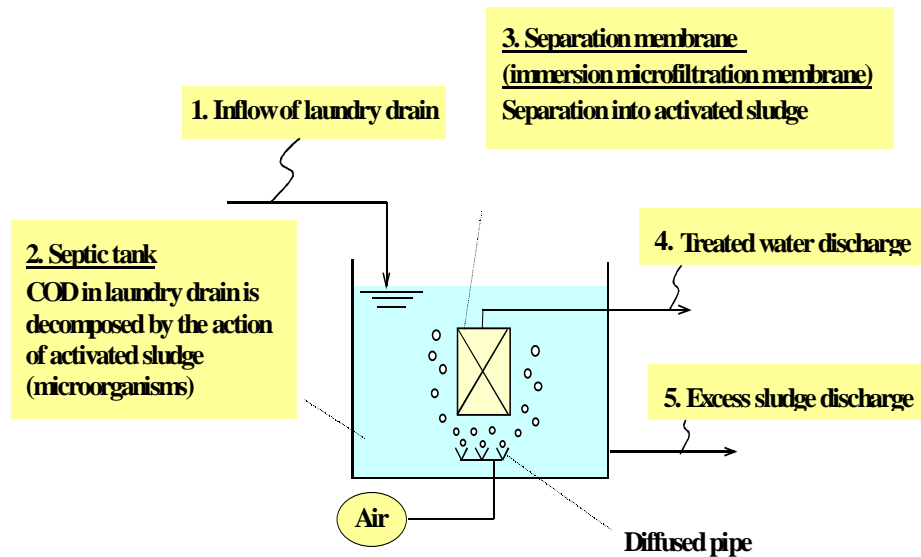 3. Separation membrane
(immersion microfiltration membrane)
Separation into activated sludge
1. Inflow of laundry drain
2. Septic tank
COD in laundry drain is
decomposed by the action
of activated sludge
(microorganisms)
4. Treated water discharge
5. Excess sludge discharge
Air
Diffused pipe